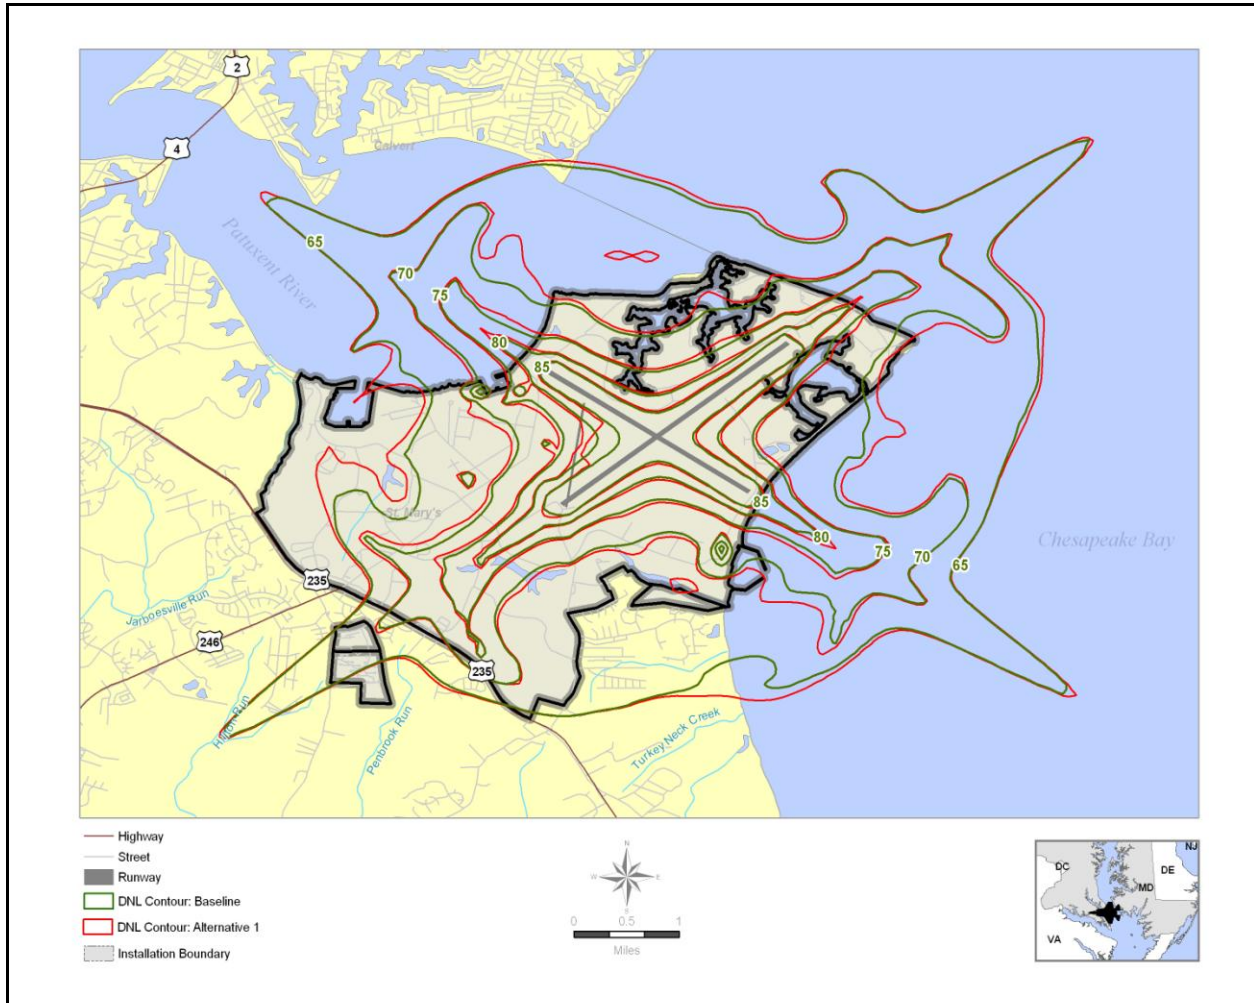 2
4
Calvert
Patuxent River
65
70
75
80
85
St. Mary's
85
80
75
70
65
Chesapeake Bay
235
Jarboesville Run
246
235
Hilton Run
Penbrook Run
Turkey Neck Creek
Highway
Street
Runway
DNL Contour: Baseline
DNL Contour: Alternative 1
Installation Boundary
N
W
E
S
0 0.5 1
Miles
NJ
DC
DE
MD
VA